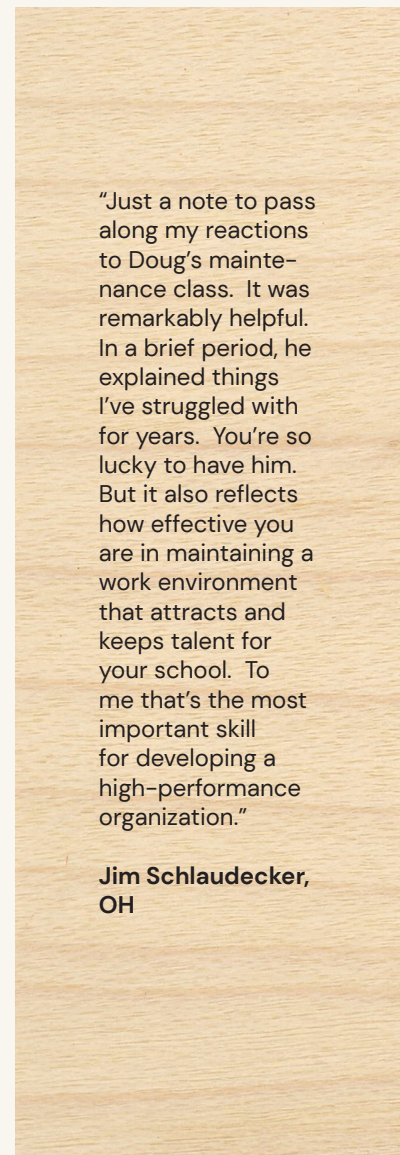 “Just a note to pass
along my reactions
to Doug’s mainte-
nance class.  It was
remarkably helpful.
In a brief period, he
explained things
I’ve struggled with
for years.  You’re so
lucky to have him.
But it also reflects
how effective you
are in maintaining a
work environment
that attracts and
keeps talent for
your school.  To
me that’s the most
important skill
for developing a
high-performance
organization.”
Jim Schlaudecker,
OH